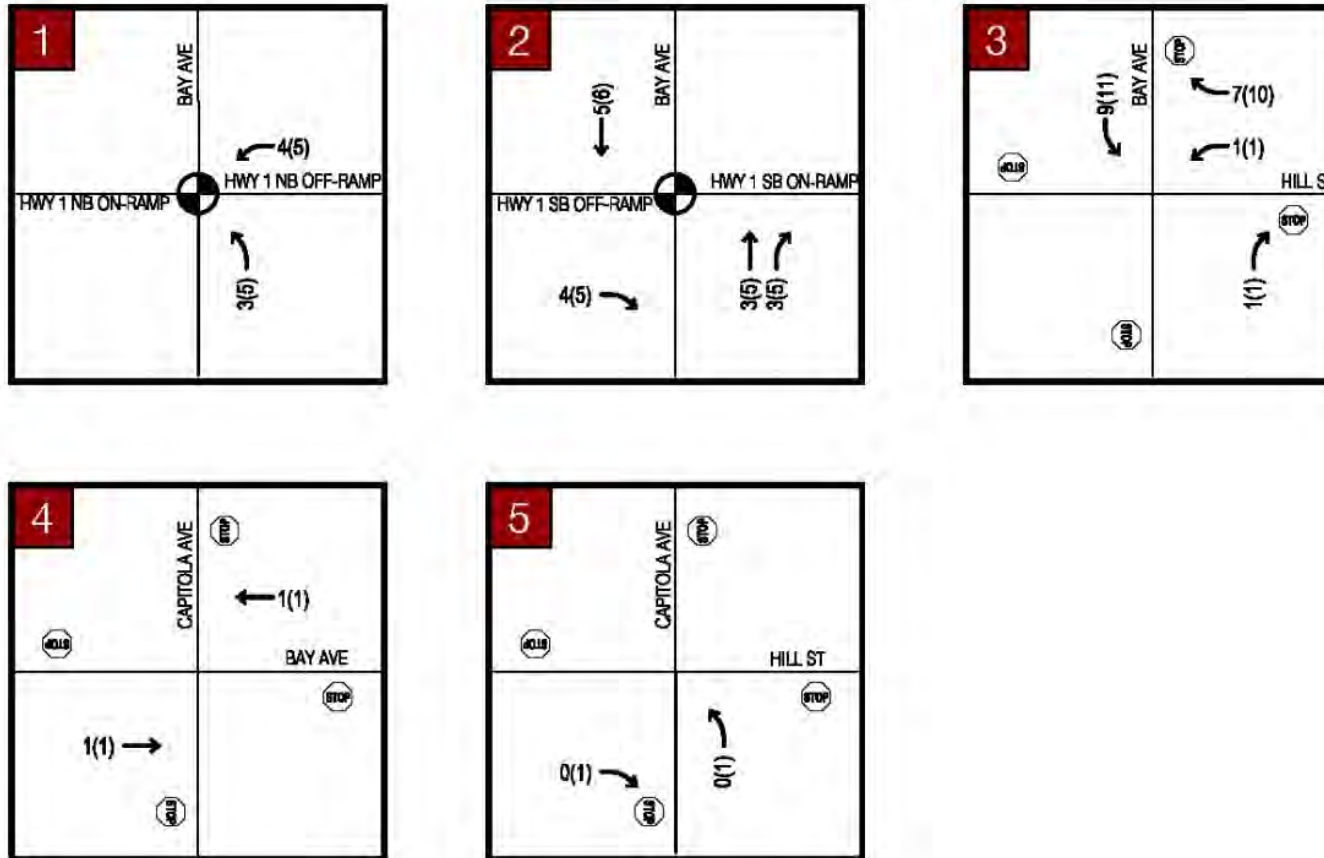 1
BAY AVE
4(5)
HWY 1 NB OFF-RAMP
HWY 1 NB ON-RAMP
3(5)
2
BAY AVE
5(6)
HWY 1 SB ON-RAMP
HWY 1 SB OFF-RAMP
4(5)
3(5)
3(5)
3
BAY AVE
STOP
9(11)
7(10)
1(1)
STOP
HILL S
STOP
1(1)
STOP
4
CAPITOLA AVE
STOP
1(1)
STOP
BAY AVE
STOP
1(1)
STOP
5
CAPITOLA AVE
STOP
STOP
HILL ST
STOP
0(1)
0(1)
STOP